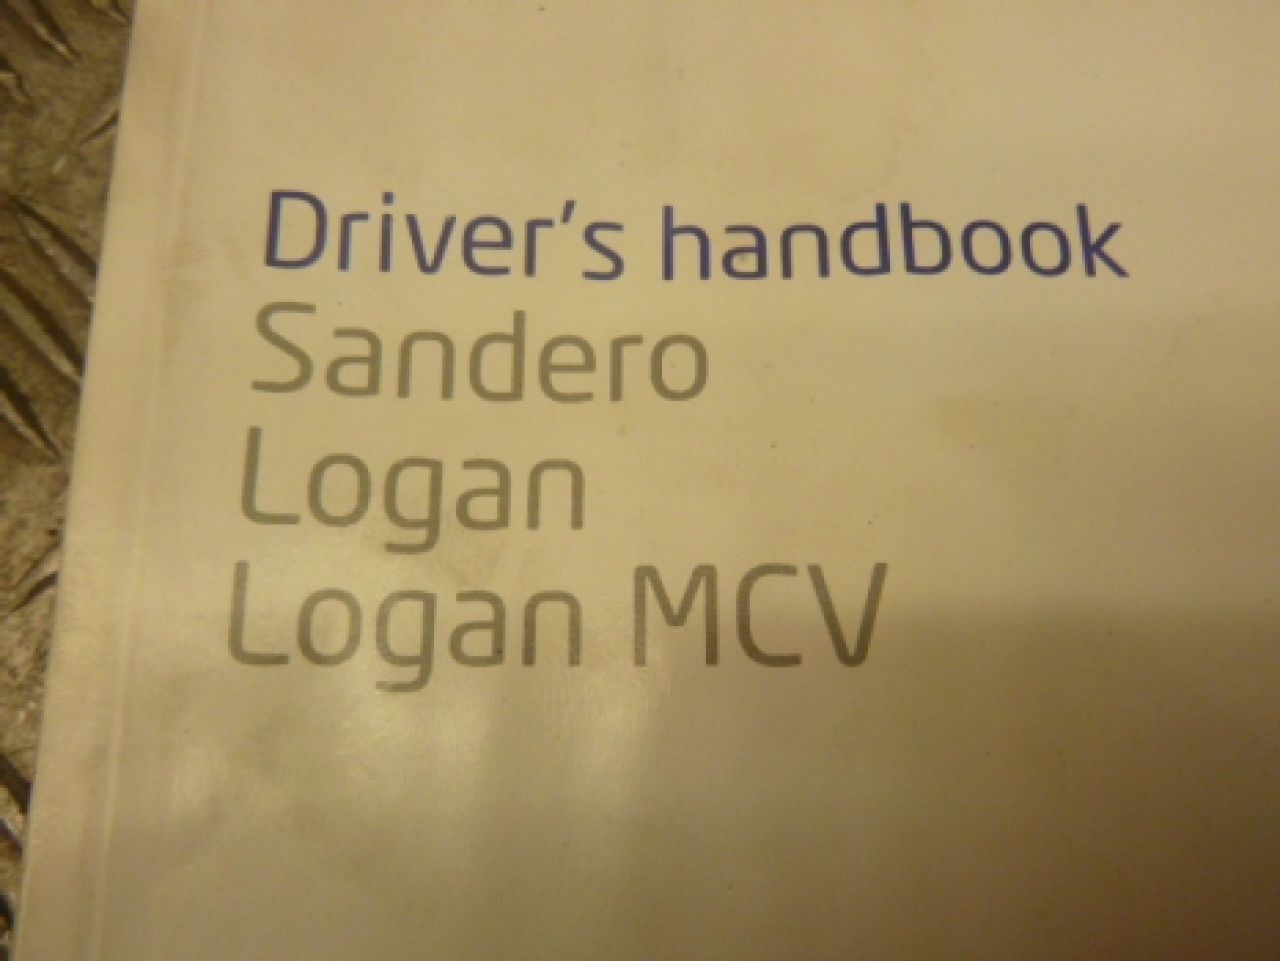 Driver's handbook
Sandero
Logan
Logan MCV